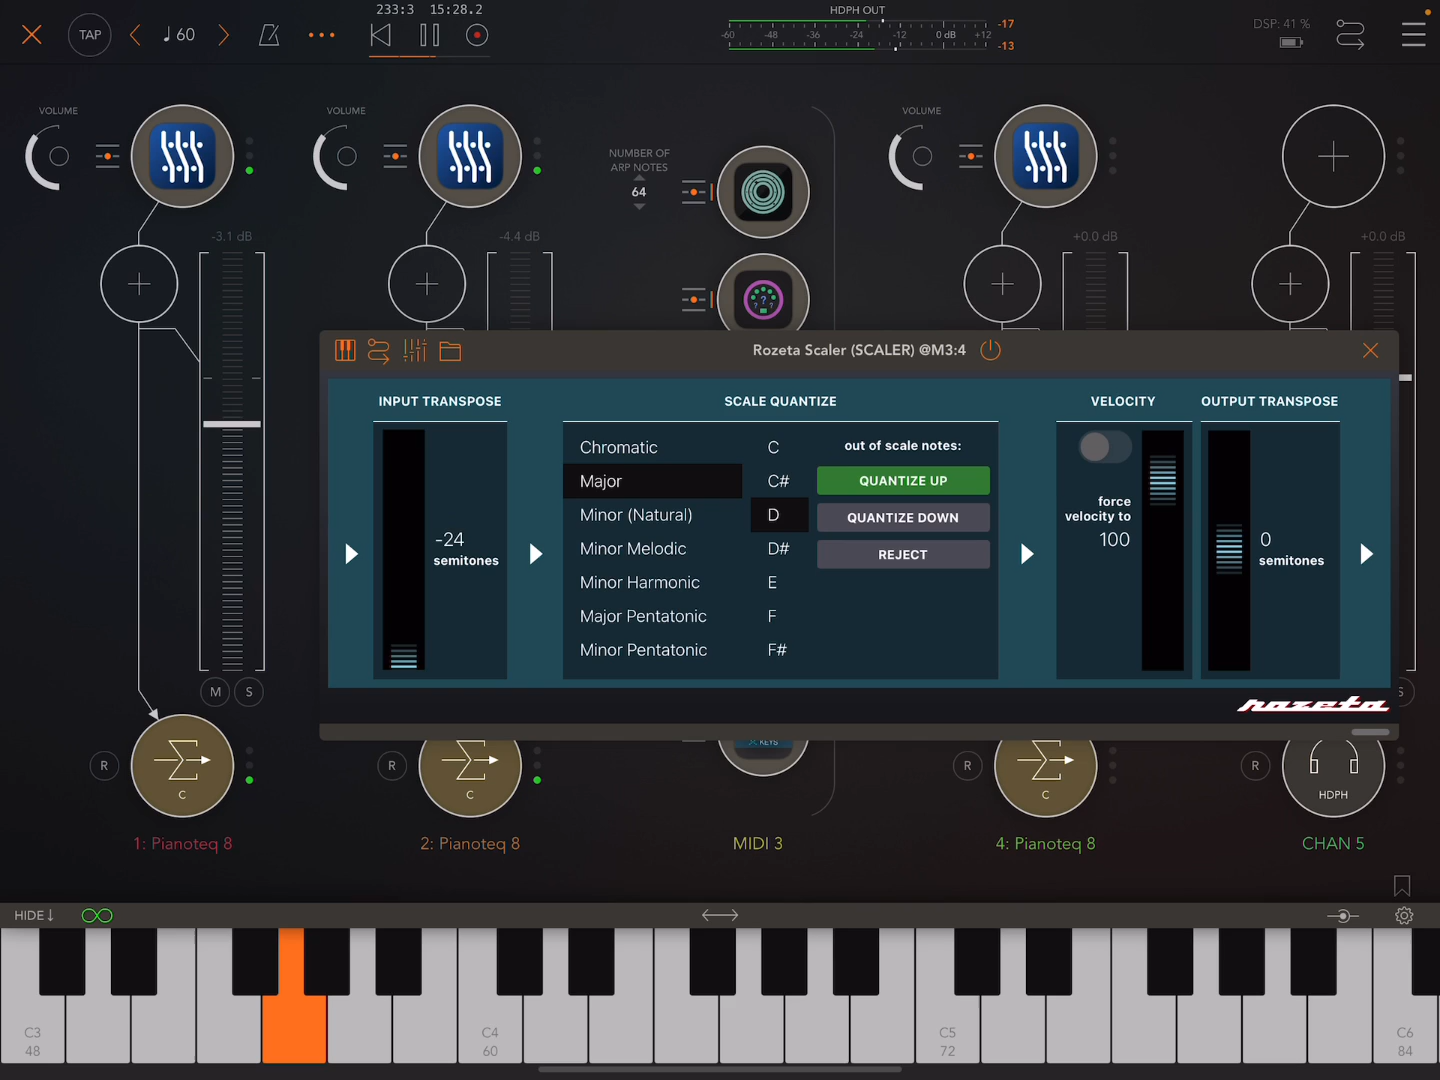 233:3 15:28.2
HDPH OUT
TAP
♩60
-60 -48 -36 -24 -12 0 dB +12
-17
-13
DSP: 41 %
VOLUME
VOLUME
NUMBER OF
ARP NOTES
64
VOLUME
-3.1 dB
-4.4 dB
+0.0 dB
+0.0 dB
Rozeta Scaler (SCALER) @M3:4
INPUT TRANSPOSE
SCALE QUANTIZE
VELOCITY
OUTPUT TRANSPOSE
Chromatic C out of scale notes:
Major C# QUANTIZE UP
Minor (Natural) D QUANTIZE DOWN
Minor Melodic D# REJECT
Minor Harmonic E
Major Pentatonic F
Minor Pentatonic F#
-24
semitones
force
velocity to
100
0
semitones
rozeta
M S
S
R
C
R
C
KEYS
R
C
R
HDPH
1: Pianoteq 8
2: Pianoteq 8
MIDI 3
4: Pianoteq 8
CHAN 5
HIDE↓
C3 C4 C5 C6
48 60 72 84